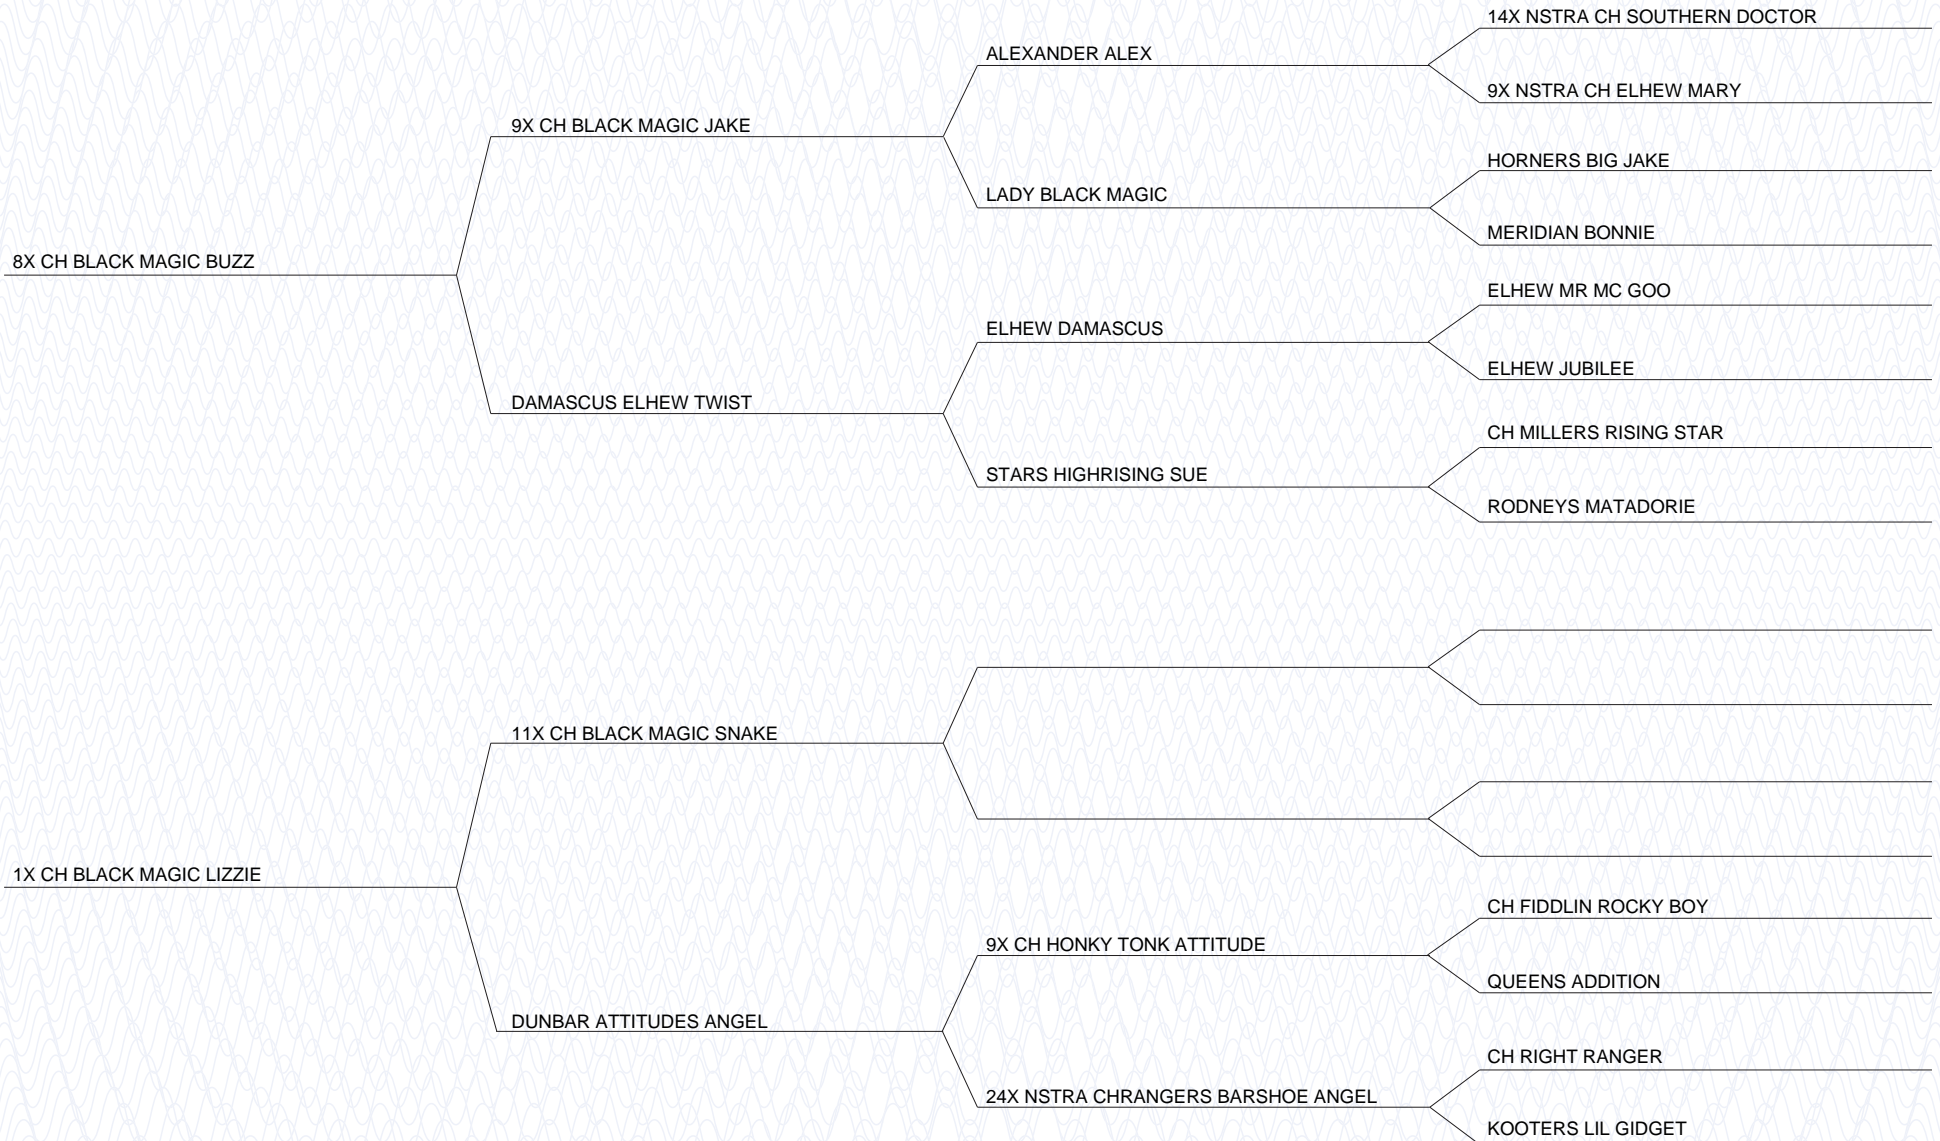 14X NSTRA CH SOUTHERN DOCTOR
ALEXANDER ALEX
9X NSTRA CH ELHEW MARY
9X CH BLACK MAGIC JAKE
HORNERS BIG JAKE
LADY BLACK MAGIC
MERIDIAN BONNIE
8X CH BLACK MAGIC BUZZ
ELHEW MR MC GOO
ELHEW DAMASCUS
ELHEW JUBILEE
DAMASCUS ELHEW TWIST
CH MILLERS RISING STAR
STARS HIGHRISING SUE
RODNEYS MATADORIE
11X CH BLACK MAGIC SNAKE
1X CH BLACK MAGIC LIZZIE
CH FIDDLIN ROCKY BOY
9X CH HONKY TONK ATTITUDE
QUEENS ADDITION
DUNBAR ATTITUDES ANGEL
CH RIGHT RANGER
24X NSTRA CHRANGERS BARSHOE ANGEL
KOOTERS LIL GIDGET